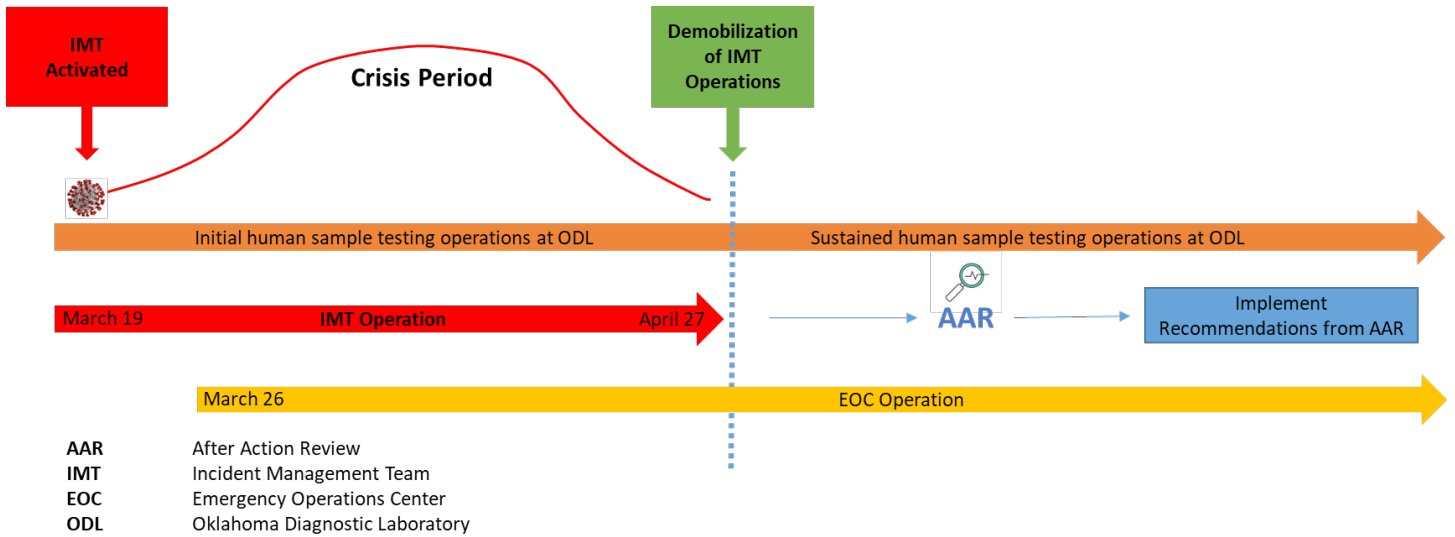 IMT
Activated
Crisis Period
Demobilization
of IMT
Operations
Initial human sample testing operations at ODL
Sustained human sample testing operations at ODL
March 19
IMT Operation
April 27
AAR
Implement
Recommendations from AAR
March 26
EOC Operation
AAR After Action Review
IMT Incident Management Team
EOC Emergency Operations Center
ODL Oklahoma Diagnostic Laboratory